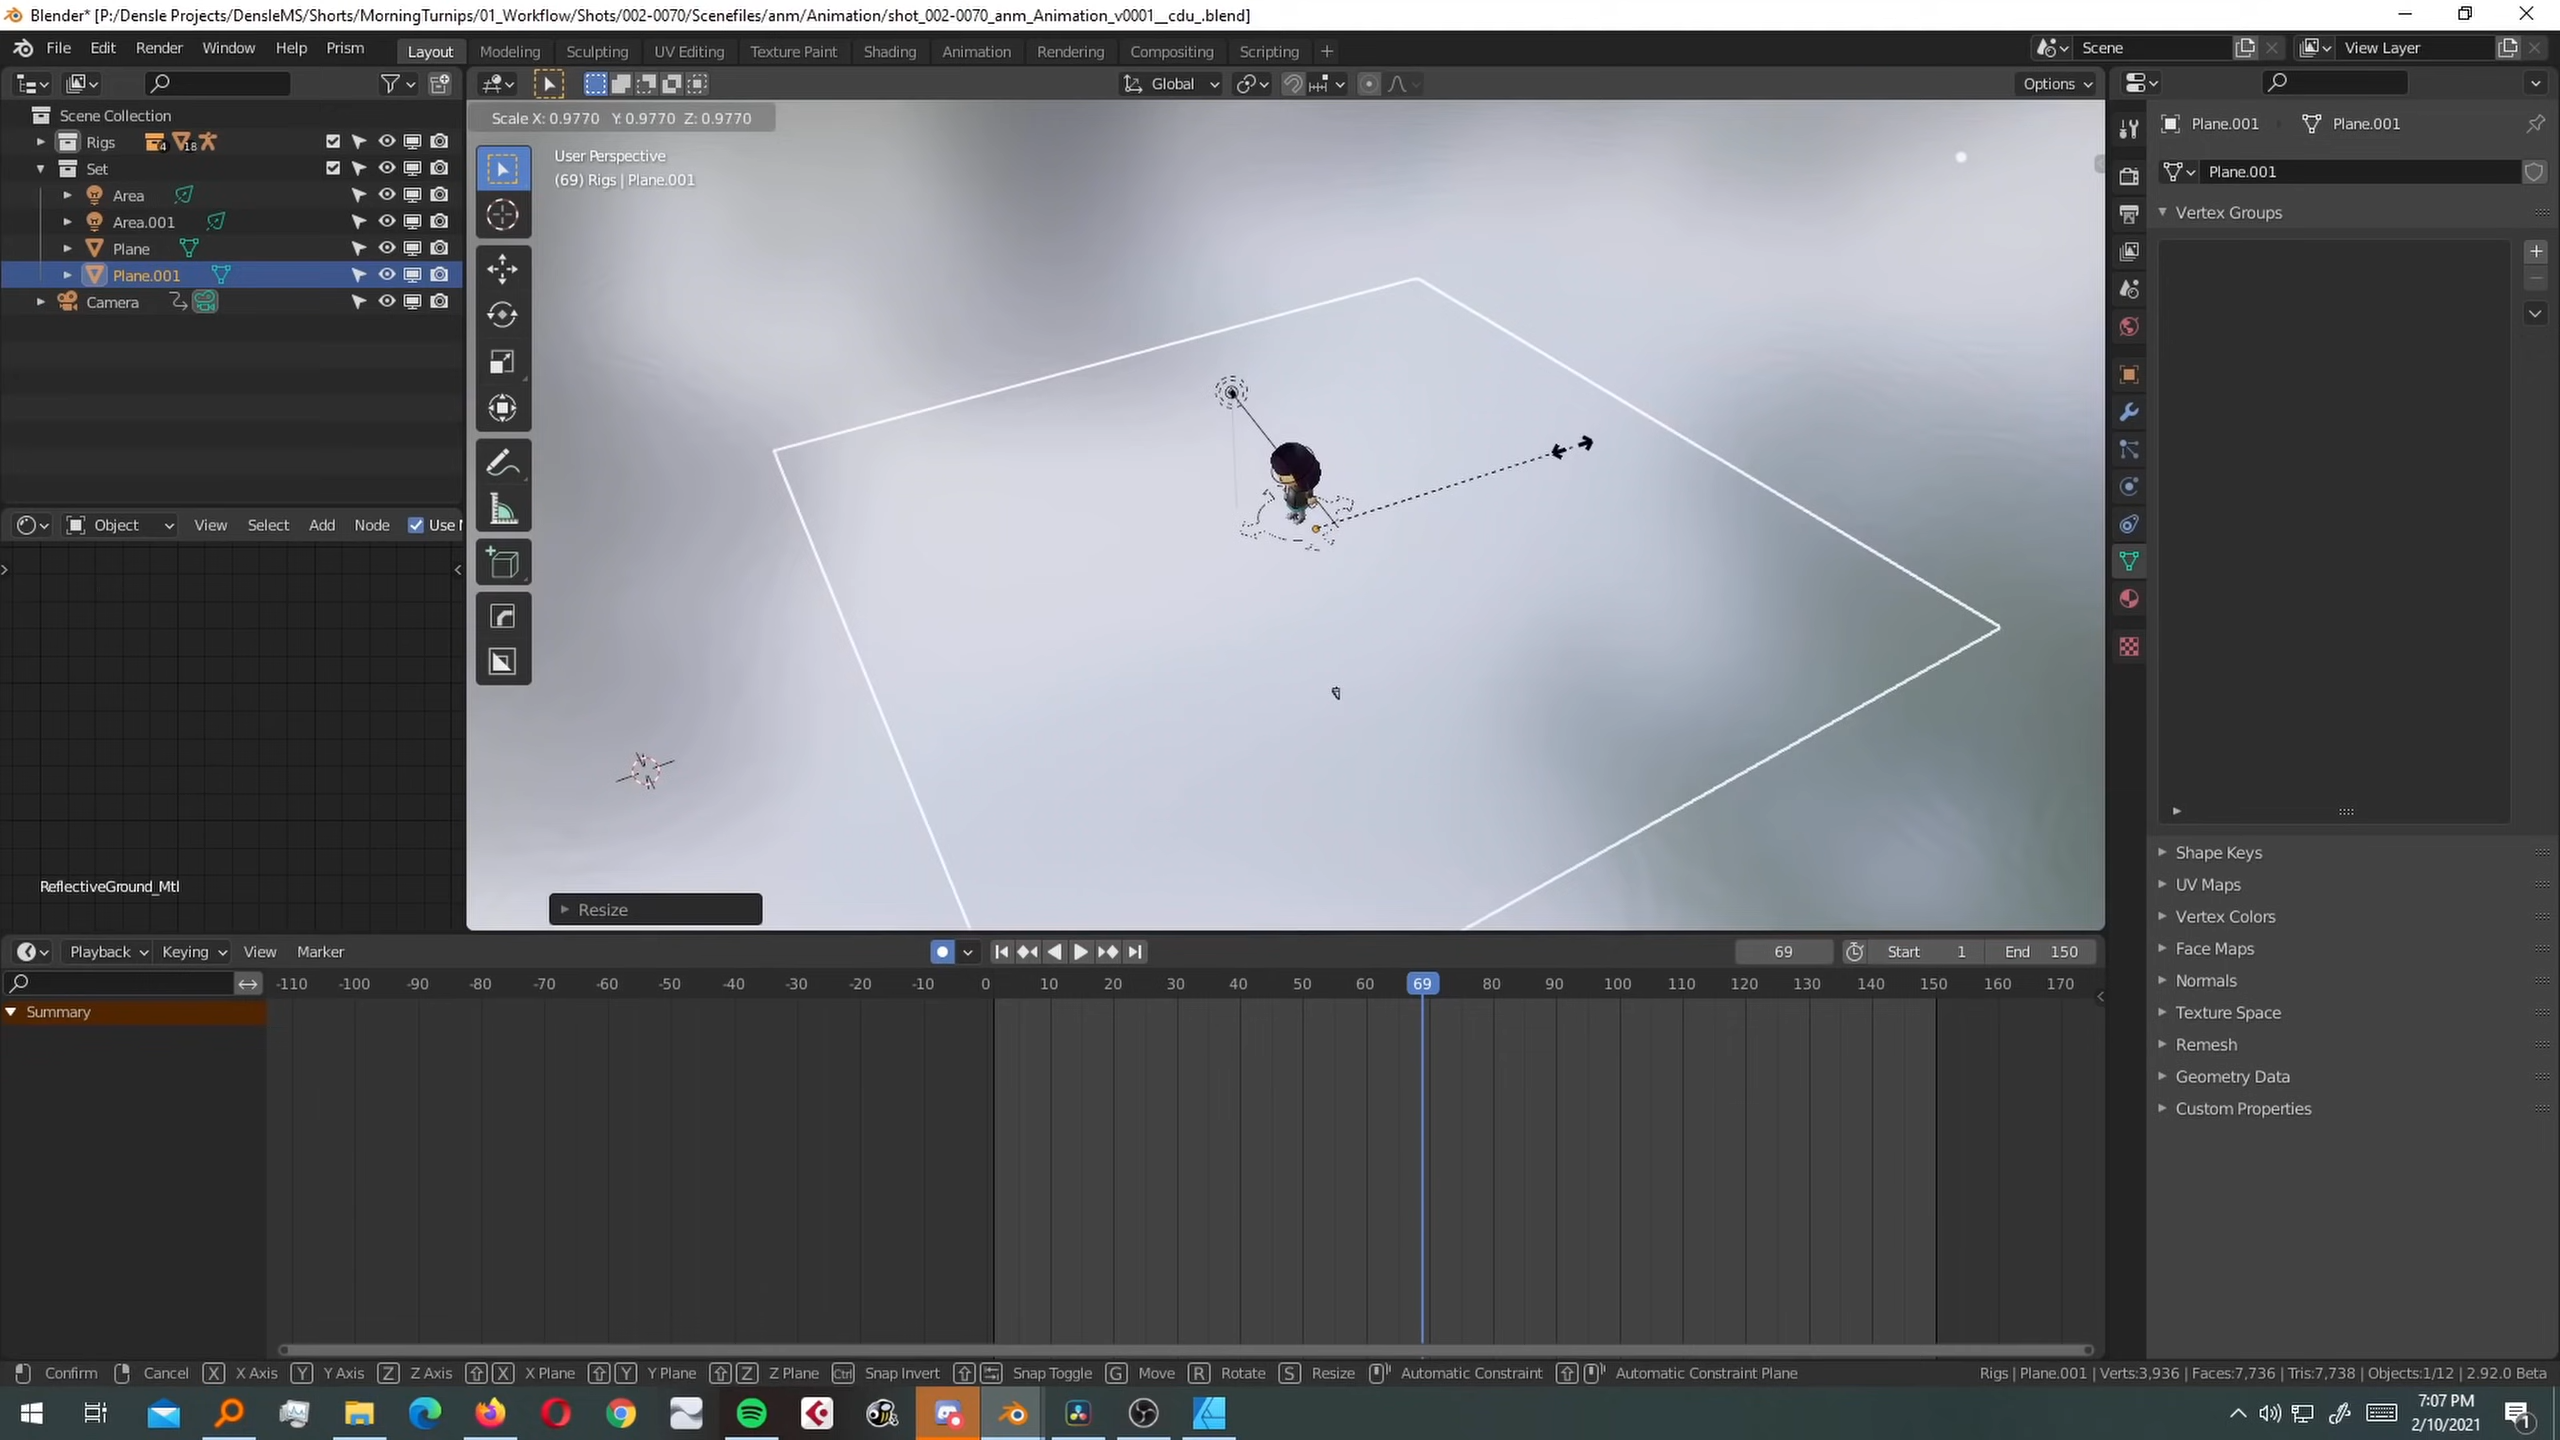 Blender* [P:/Densle Projects/DensleMS/Shorts/MorningTurnips/01_Workflow/Shots/002-0070/Scenefiles/anm/Animation/shot_002-0070_anm_Animation_v0001__cdu_.blend]
File Edit Render Window Help Prism Layout Modeling Sculpting UV Editing Texture Paint Shading Animation Rendering Compositing Scripting + Scene View Layer
Global Options
Scene Collection
Rigs 4 18
Set
Area
Area.001
Plane
Plane.001
Camera
Scale X: 0.9770 Y: 0.9770 Z: 0.9770
User Perspective
(69) Rigs | Plane.001
Plane.001 Plane.001
Plane.001
Vertex Groups
Object View Select Add Node Use
ReflectiveGround_Mtl
Resize
Shape Keys
UV Maps
Vertex Colors
Face Maps
Normals
Texture Space
Remesh
Geometry Data
Custom Properties
Playback Keying View Marker 69 Start 1 End 150
-110 -100 -90 -80 -70 -60 -50 -40 -30 -20 -10 0 10 20 30 40 50 60 69 80 90 100 110 120 130 140 150 160 170
Summary
Confirm Cancel X X Axis Y Y Axis Z Z Axis X X Plane Y Y Plane Z Z Plane Ctrl Snap Invert Snap Toggle G Move R Rotate S Resize Automatic Constraint Automatic Constraint Plane Rigs | Plane.001 | Verts:3,936 | Faces:7,736 | Tris:7,738 | Objects:1/12 | 2.92.0 Beta
7:07 PM
2/10/2021
1